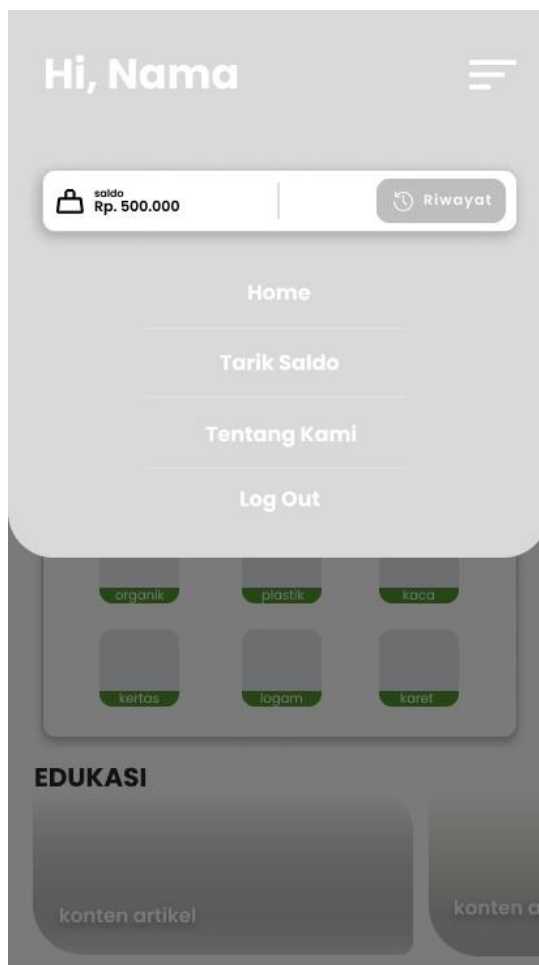 Hi, Nama
saldo
Rp. 500.000
Riwayat
Home
Tarik Saldo
Tentang Kami
Log Out
organik plastik kaca
kertas logam karet
EDUKASI
konten artikel konten a